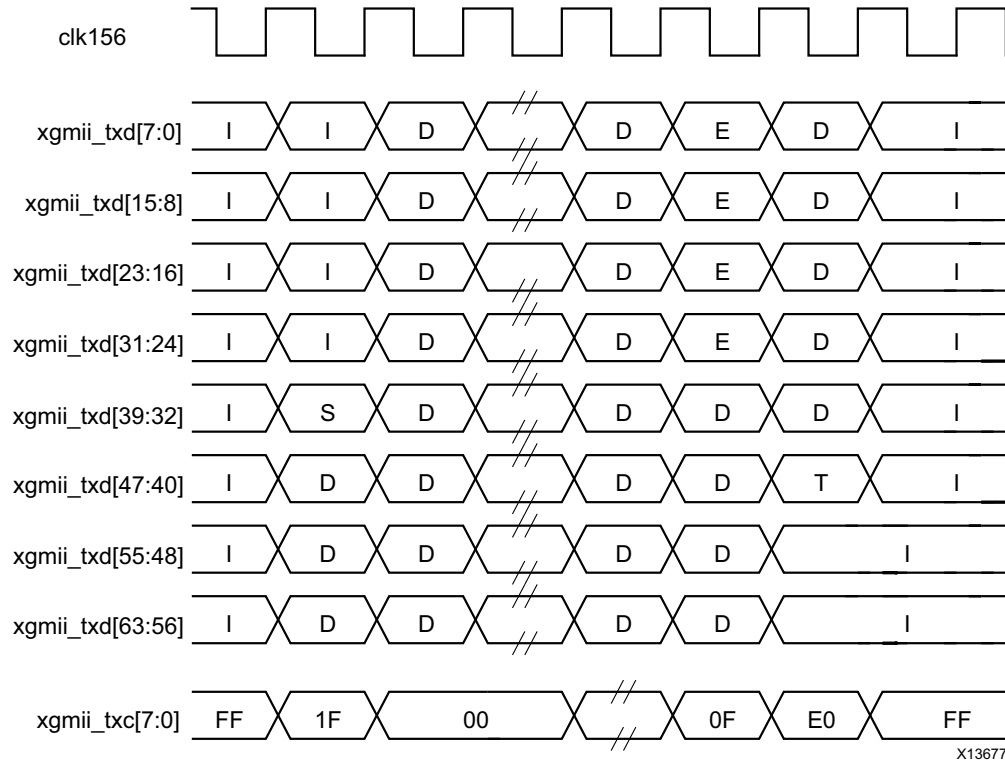 clk156
xgmii_txd[7:0] I I D D E D I
xgmii_txd[15:8] I I D D E D I
xgmii_txd[23:16] I I D D E D I
xgmii_txd[31:24] I I D D E D I
xgmii_txd[39:32] I S D D D D I
xgmii_txd[47:40] I D D D D T I
xgmii_txd[55:48] I D D D D I
xgmii_txd[63:56] I D D D D I
xgmii_txc[7:0] FF 1F 00 0F E0 FF
X13677